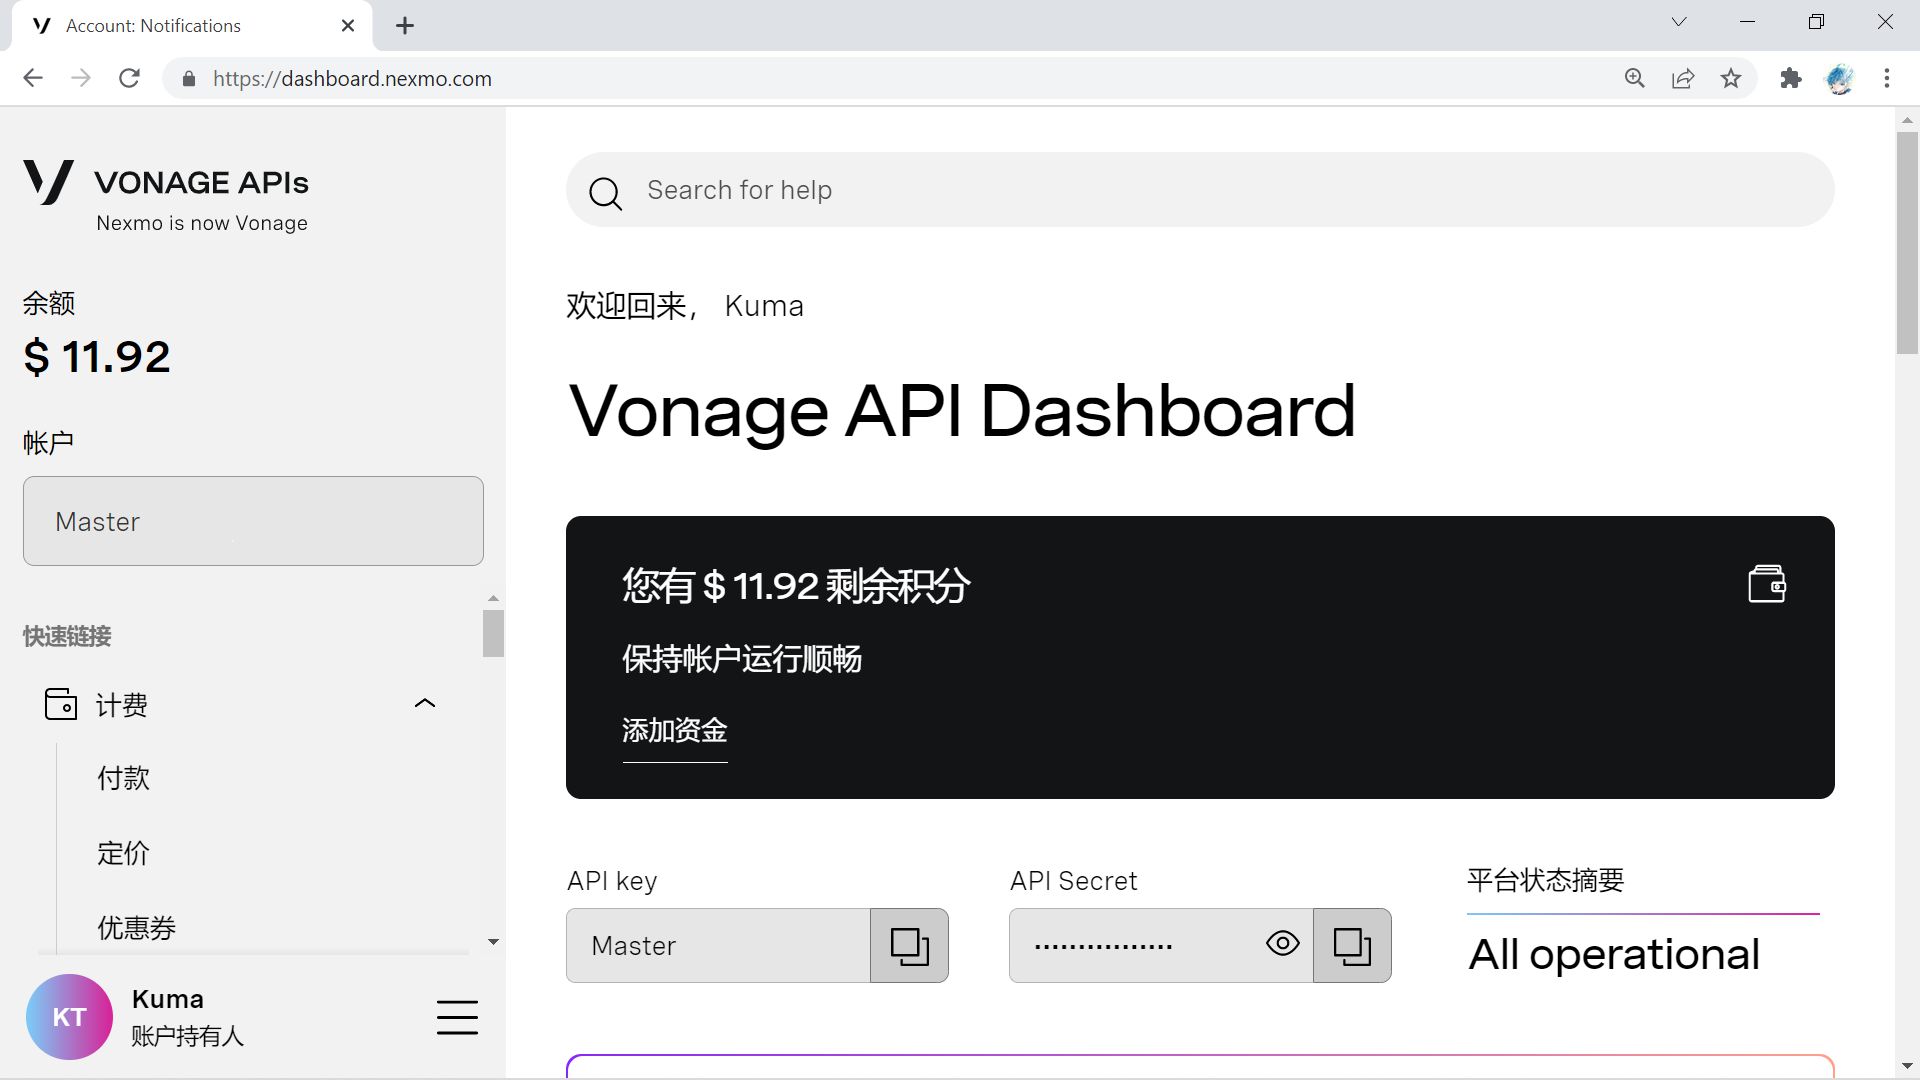 Account: Notifications
https://dashboard.nexmo.com
VONAGE APIs
Nexmo is now Vonage
余额
$ 11.92
帐户
Master
快速链接
计费
付款
定价
优惠券
KT
Kuma
账户持有人
Search for help
欢迎回来， Kuma
Vonage API Dashboard
您有 $ 11.92 剩余积分
保持帐户运行顺畅
添加资金
API key
Master
API Secret
················
平台状态摘要
All operational